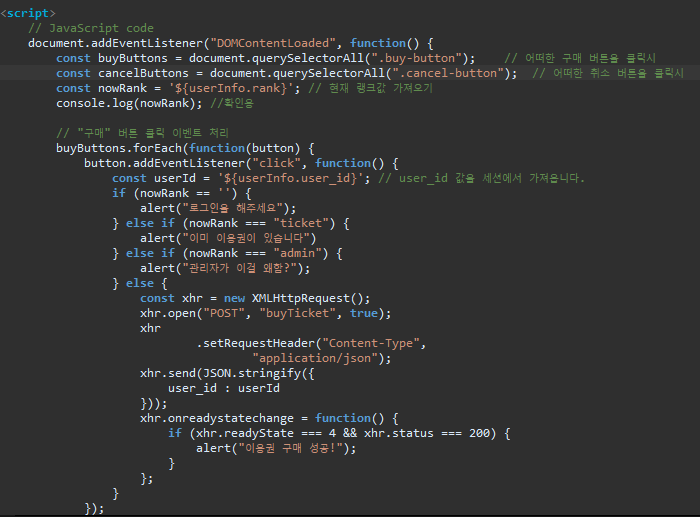 <script>
// JavaScript code
document.addEventListener("DOMContentLoaded", function() {
const buyButtons = document.querySelectorAll(".buy-button"); // 어떠한 구매 버튼을 클릭시
const cancelButtons = document.querySelectorAll(".cancel-button"); // 어떠한 취소 버튼을 클릭시
const nowRank = '${userInfo.rank}'; // 현재 랭크값 가져오기
console.log(nowRank); //확인용
// "구매" 버튼 클릭 이벤트 처리
buyButtons.forEach(function(button) {
button.addEventListener("click", function() {
const userId = '${userInfo.user_id}'; // user_id 값을 세션에서 가져옵니다.
if (nowRank == '') {
alert("로그인을 해주세요");
} else if (nowRank === "ticket") {
alert("이미 이용권이 있습니다")
} else if (nowRank === "admin") {
alert("관리자가 이걸 왜함?");
} else {
const xhr = new XMLHttpRequest();
xhr.open("POST", "buyTicket", true);
xhr
.setRequestHeader("Content-Type",
"application/json");
xhr.send(JSON.stringify({
user_id : userId
}));
xhr.onreadystatechange = function() {
if (xhr.readyState === 4 && xhr.status === 200) {
alert("이용권 구매 성공!");
}
};
}
});